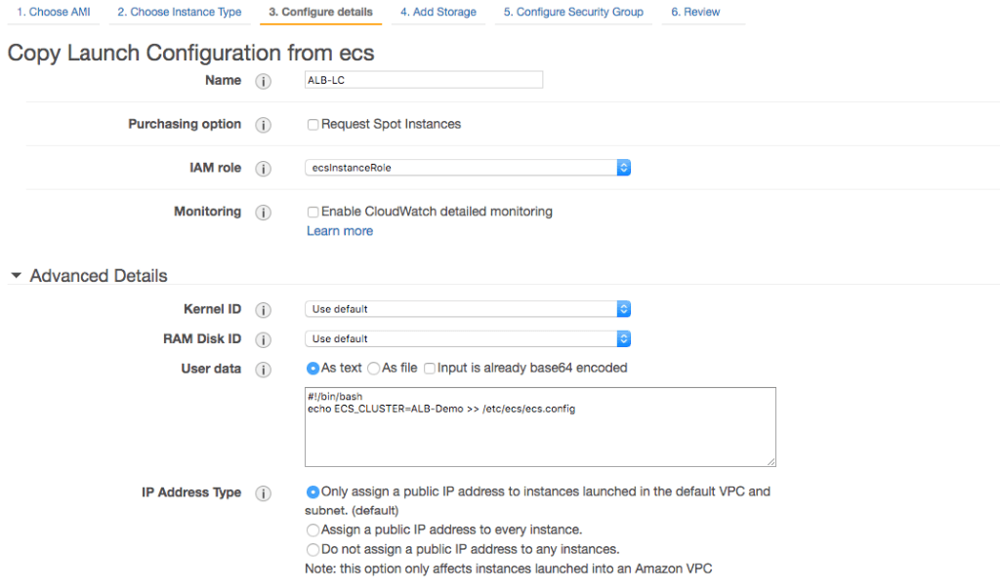 1. Choose AMI 2. Choose Instance Type 3. Configure details 4. Add Storage 5. Configure Security Group 6. Review
Copy Launch Configuration from ecs
Name i ALB-LC
Purchasing option i Request Spot Instances
IAM role i ecsInstanceRole
Monitoring i Enable CloudWatch detailed monitoring
Learn more
Advanced Details
Kernel ID i Use default
RAM Disk ID i Use default
User data i As text As file Input is already base64 encoded
#!/bin/bash
echo ECS_CLUSTER=ALB-Demo >> /etc/ecs/ecs.config
IP Address Type i Only assign a public IP address to instances launched in the default VPC and
subnet. (default)
Assign a public IP address to every instance.
Do not assign a public IP address to any instances.
Note: this option only affects instances launched into an Amazon VPC